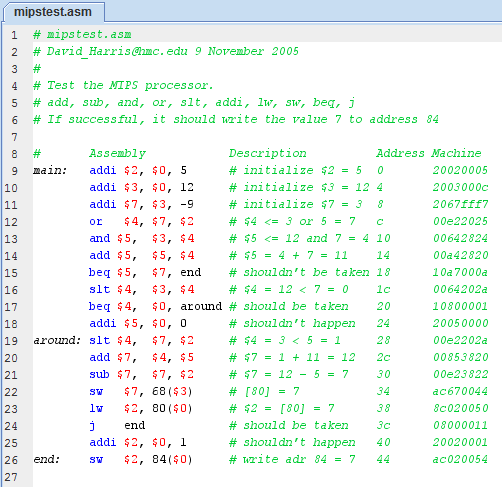 mipstest.asm
1 # mipstest.asm
2 # David_Harris@hmc.edu 9 November 2005
3 #
4 # Test the MIPS processor.
5 # add, sub, and, or, slt, addi, lw, sw, beq, j
6 # If successful, it should write the value 7 to address 84
7
8 # Assembly Description Address Machine
9 main: addi $2, $0, 5 # initialize $2 = 5 0 20020005
10 addi $3, $0, 12 # initialize $3 = 12 4 2003000c
11 addi $7, $3, -9 # initialize $7 = 3 8 2067fff7
12 or $4, $7, $2 # $4 <= 3 or 5 = 7 c 00e22025
13 and $5, $3, $4 # $5 <= 12 and 7 = 4 10 00642824
14 add $5, $5, $4 # $5 = 4 + 7 = 11 14 00a42820
15 beq $5, $7, end # shouldn't be taken 18 10a7000a
16 slt $4, $3, $4 # $4 = 12 < 7 = 0 1c 0064202a
17 beq $4, $0, around # should be taken 20 10800001
18 addi $5, $0, 0 # shouldn't happen 24 20050000
19 around: slt $4, $7, $2 # $4 = 3 < 5 = 1 28 00e2202a
20 add $7, $4, $5 # $7 = 1 + 11 = 12 2c 00853820
21 sub $7, $7, $2 # $7 = 12 - 5 = 7 30 00e23822
22 sw $7, 68($3) # [80] = 7 34 ac670044
23 lw $2, 80($0) # $2 = [80] = 7 38 8c020050
24 j end # should be taken 3c 08000011
25 addi $2, $0, 1 # shouldn't happen 40 20020001
26 end: sw $2, 84($0) # write adr 84 = 7 44 ac020054
27